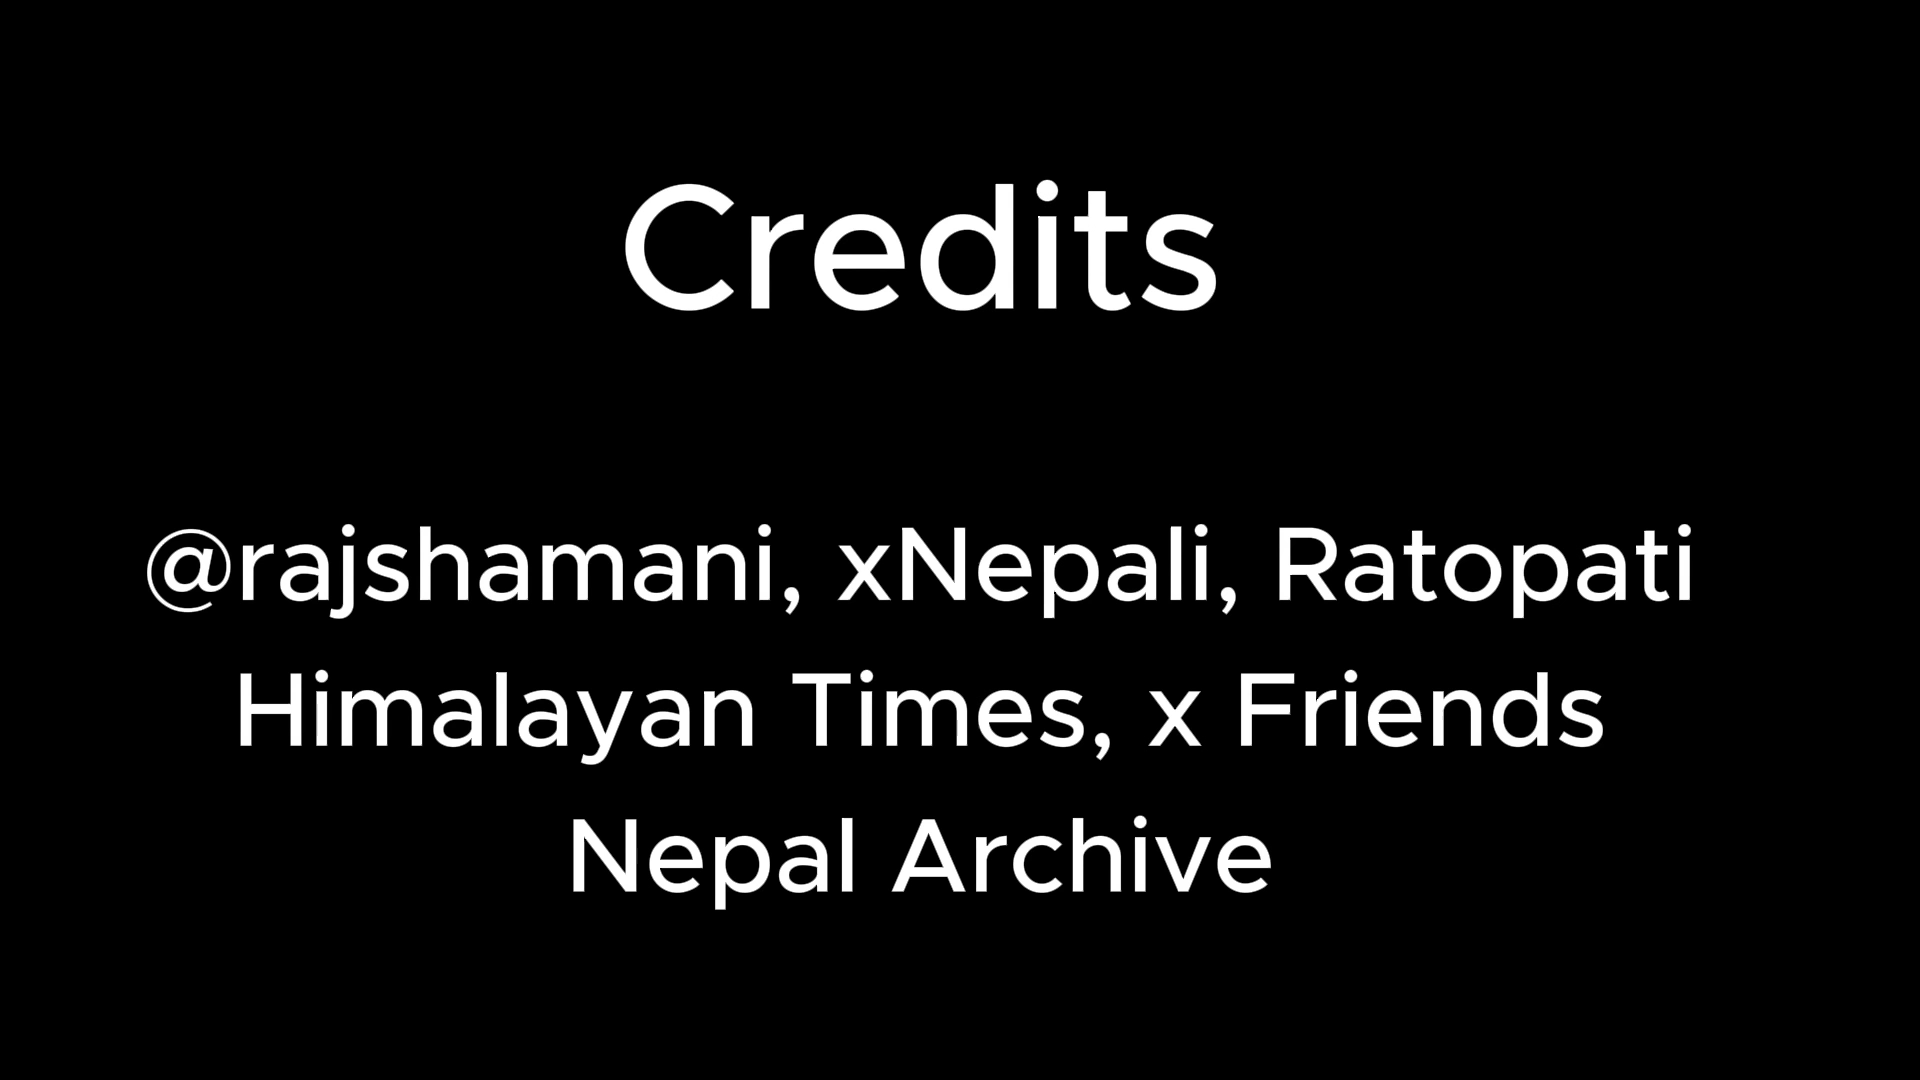 Credits
@rajshamani, xNepali, Ratopati
Himalayan Times, x Friends
Nepal Archive